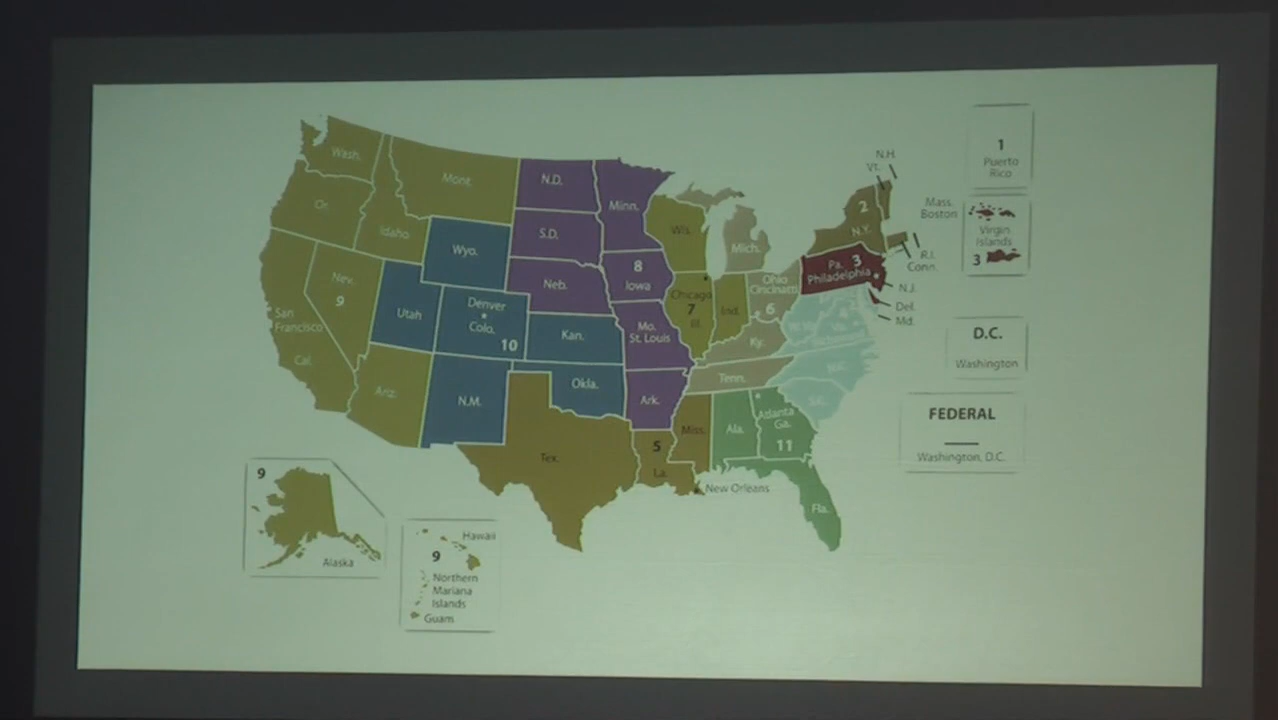 Wash.
Mont.
N.D.
Minn.
Or.
Idaho
S.D.
Wyo.
Wis.
Mich.
N.H.
Vt.
2
N.Y.
Mass.
Boston
R.I.
Conn.
1
Puerto
Rico
Virgin
Islands
3
Nev.
9
San
Francisco
Cal.
Utah
Denver
Colo.
10
Neb.
8
Iowa
Chicago
7
Ill.
Ind.
Ohio
Cincinnati
6
Pa. 3
Philadelphia
N.J.
Del.
Md.
D.C.
Washington
Kan.
Mo.
St. Louis
Ky.
4
Va.
Ariz.
N.M.
Okla.
Ark.
Tenn.
N.C.
S.C.
FEDERAL
Washington, D.C.
Tex.
5
La.
Miss.
Ala.
Atlanta
Ga.
11
New Orleans
Fla.
9
Alaska
Hawaii
9
Northern
Mariana
Islands
Guam